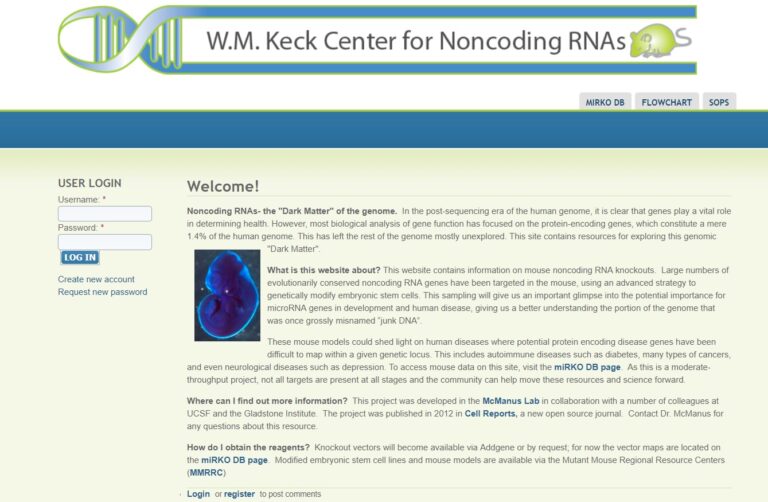 W.M. Keck Center for Noncoding RNAs
MIRKO DB FLOWCHART SOPS
USER LOGIN
Username: *
Password: *
LOG IN
Create new account
Request new password
Welcome!
Noncoding RNAs- the "Dark Matter" of the genome. In the post-sequencing era of the human genome, it is clear that genes play a vital role
in determining health. However, most biological analysis of gene function has focused on the protein-encoding genes, which constitute a mere
1.4% of the human genome. This has left the rest of the genome mostly unexplored. This site contains resources for exploring this genomic
"Dark Matter".
What is this website about? This website contains information on mouse noncoding RNA knockouts. Large numbers of
evolutionarily conserved noncoding RNA genes have been targeted in the mouse, using an advanced strategy to
genetically modify embryonic stem cells. This sampling will give us an important glimpse into the potential importance for
microRNA genes in development and human disease, giving us a better understanding the portion of the genome that
was once grossly misnamed "junk DNA".
These mouse models could shed light on human diseases where potential protein encoding disease genes have been
difficult to map within a given genetic locus. This includes autoimmune diseases such as diabetes, many types of cancers,
and even neurological diseases such as depression. To access mouse data on this site, visit the miRKO DB page. As this is a moderate-
throughput project, not all targets are present at all stages and the community can help move these resources and science forward.
Where can I find out more information? This project was developed in the McManus Lab in collaboration with a number of colleagues at
UCSF and the Gladstone Institute. The project was published in 2012 in Cell Reports, a new open source journal. Contact Dr. McManus for
any questions about this resource.
How do I obtain the reagents? Knockout vectors will become available via Addgene or by request; for now the vector maps are located on
the miRKO DB page. Modified embryonic stem cell lines and mouse models are available via the Mutant Mouse Regional Resource Centers
(MMRRC)
Login or register to post comments